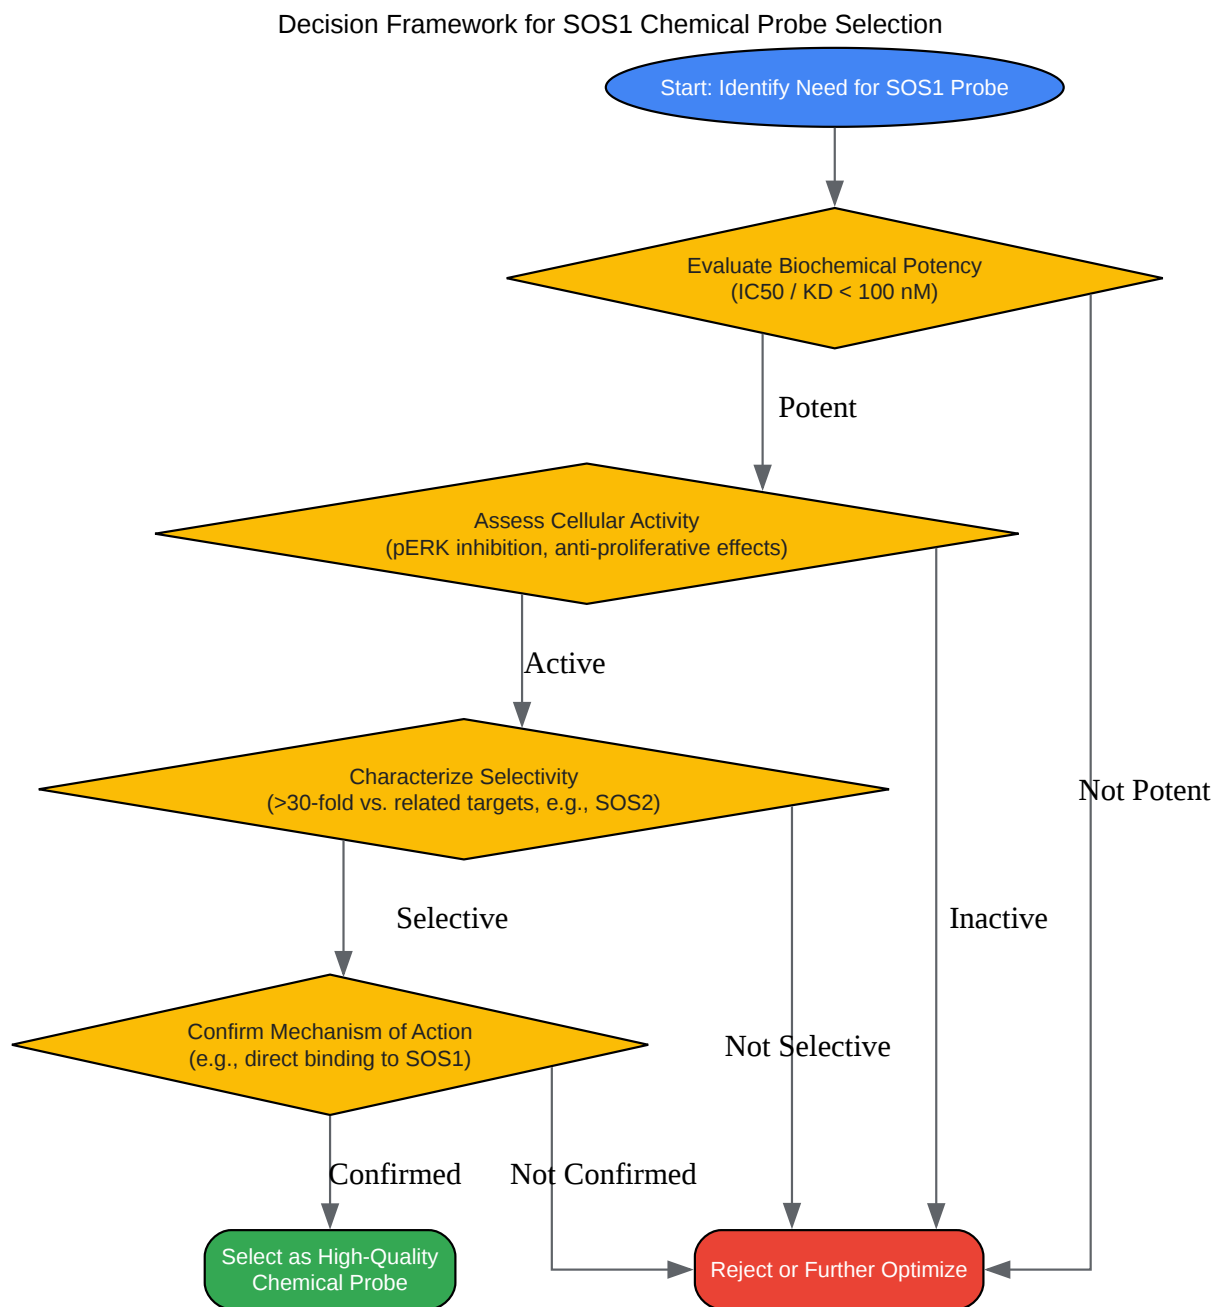 Decision Framework for SOS1 Chemical Probe Selection
Start: Identify Need for SOS1 Probe
Evaluate Biochemical Potency
(IC50 / KD < 100 nM)
Potent
Assess Cellular Activity
(pERK inhibition, anti-proliferative effects)
Active
Characterize Selectivity
(>30-fold vs. related targets, e.g., SOS2)
Not Potent
Selective
Inactive
Confirm Mechanism of Action
(e.g., direct binding to SOS1)
Not Selective
Confirmed
Not Confirmed
Select as High-Quality
Chemical Probe
Reject or Further Optimize